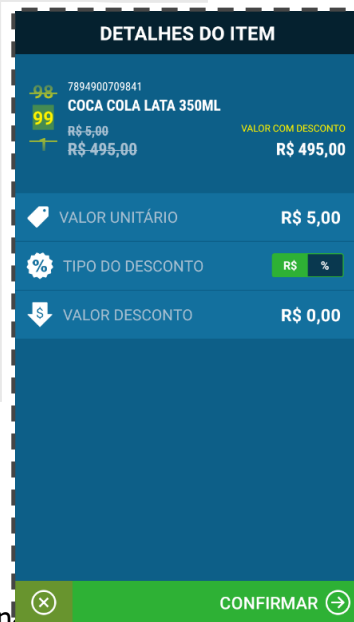 DETALHES DO ITEM
7894900709841
COCA COLA LATA 350ML
98
99
1
R$ 5,00
R$ 495,00
VALOR COM DESCONTO
R$ 495,00
VALOR UNITÁRIO
R$ 5,00
TIPO DO DESCONTO
R$ %
VALOR DESCONTO
R$ 0,00
CONFIRMAR